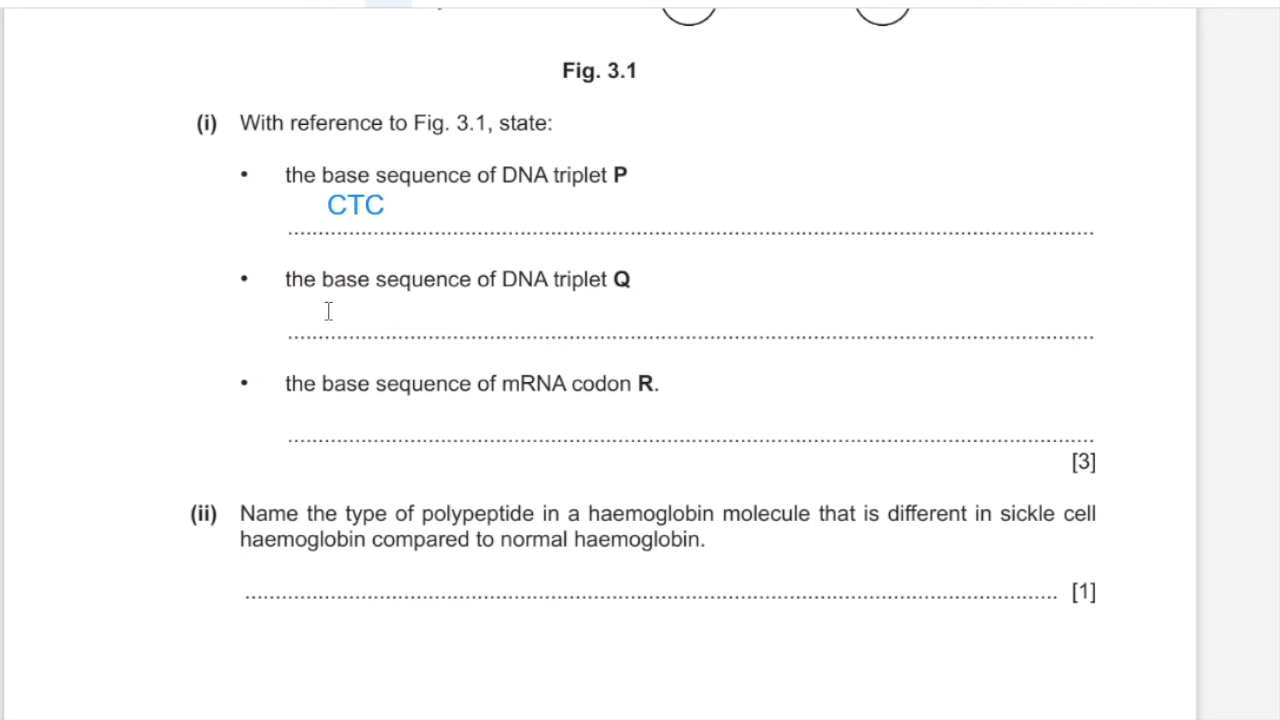 Fig. 3.1
(i) With reference to Fig. 3.1, state:
• the base sequence of DNA triplet P
CTC
................................................................................
• the base sequence of DNA triplet Q
................................................................................
• the base sequence of mRNA codon R.
................................................................................
[3]
(ii) Name the type of polypeptide in a haemoglobin molecule that is different in sickle cell
haemoglobin compared to normal haemoglobin.
................................................................................ [1]